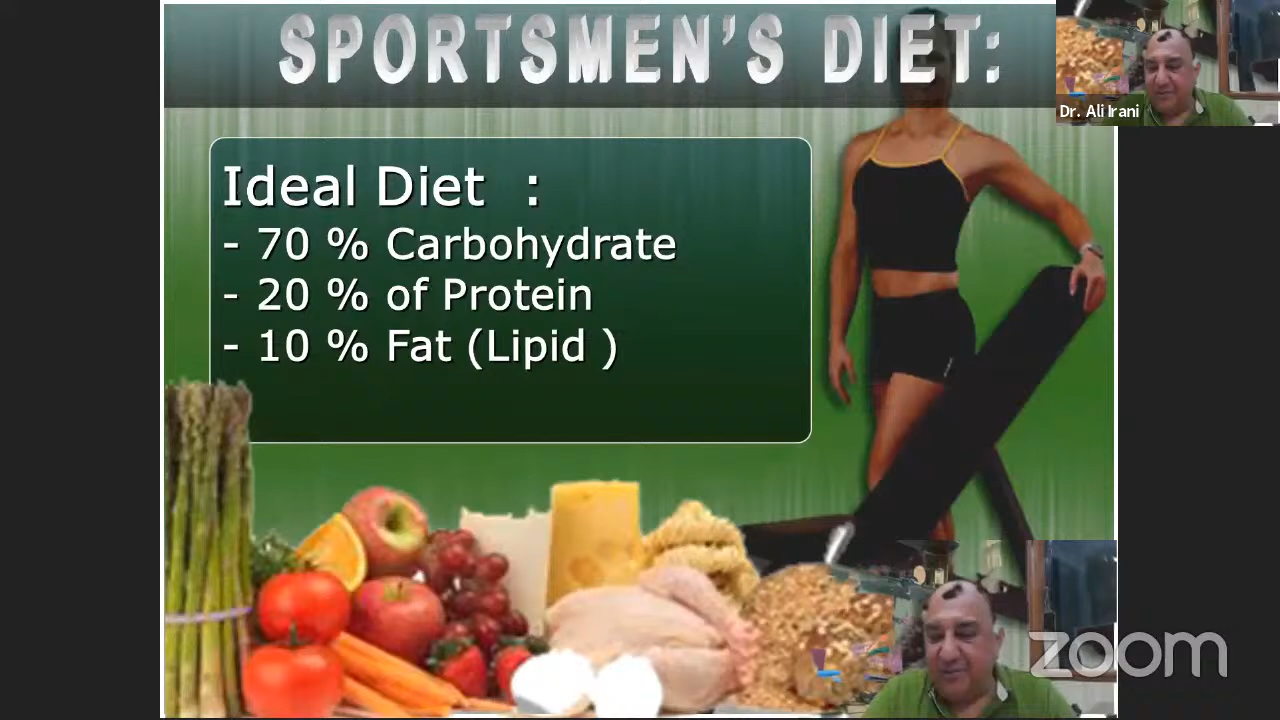 SPORTSMEN'S DIET:
Dr. Ali Irani
Ideal Diet :
- 70 % Carbohydrate
- 20 % of Protein
- 10 % Fat (Lipid )
zoom